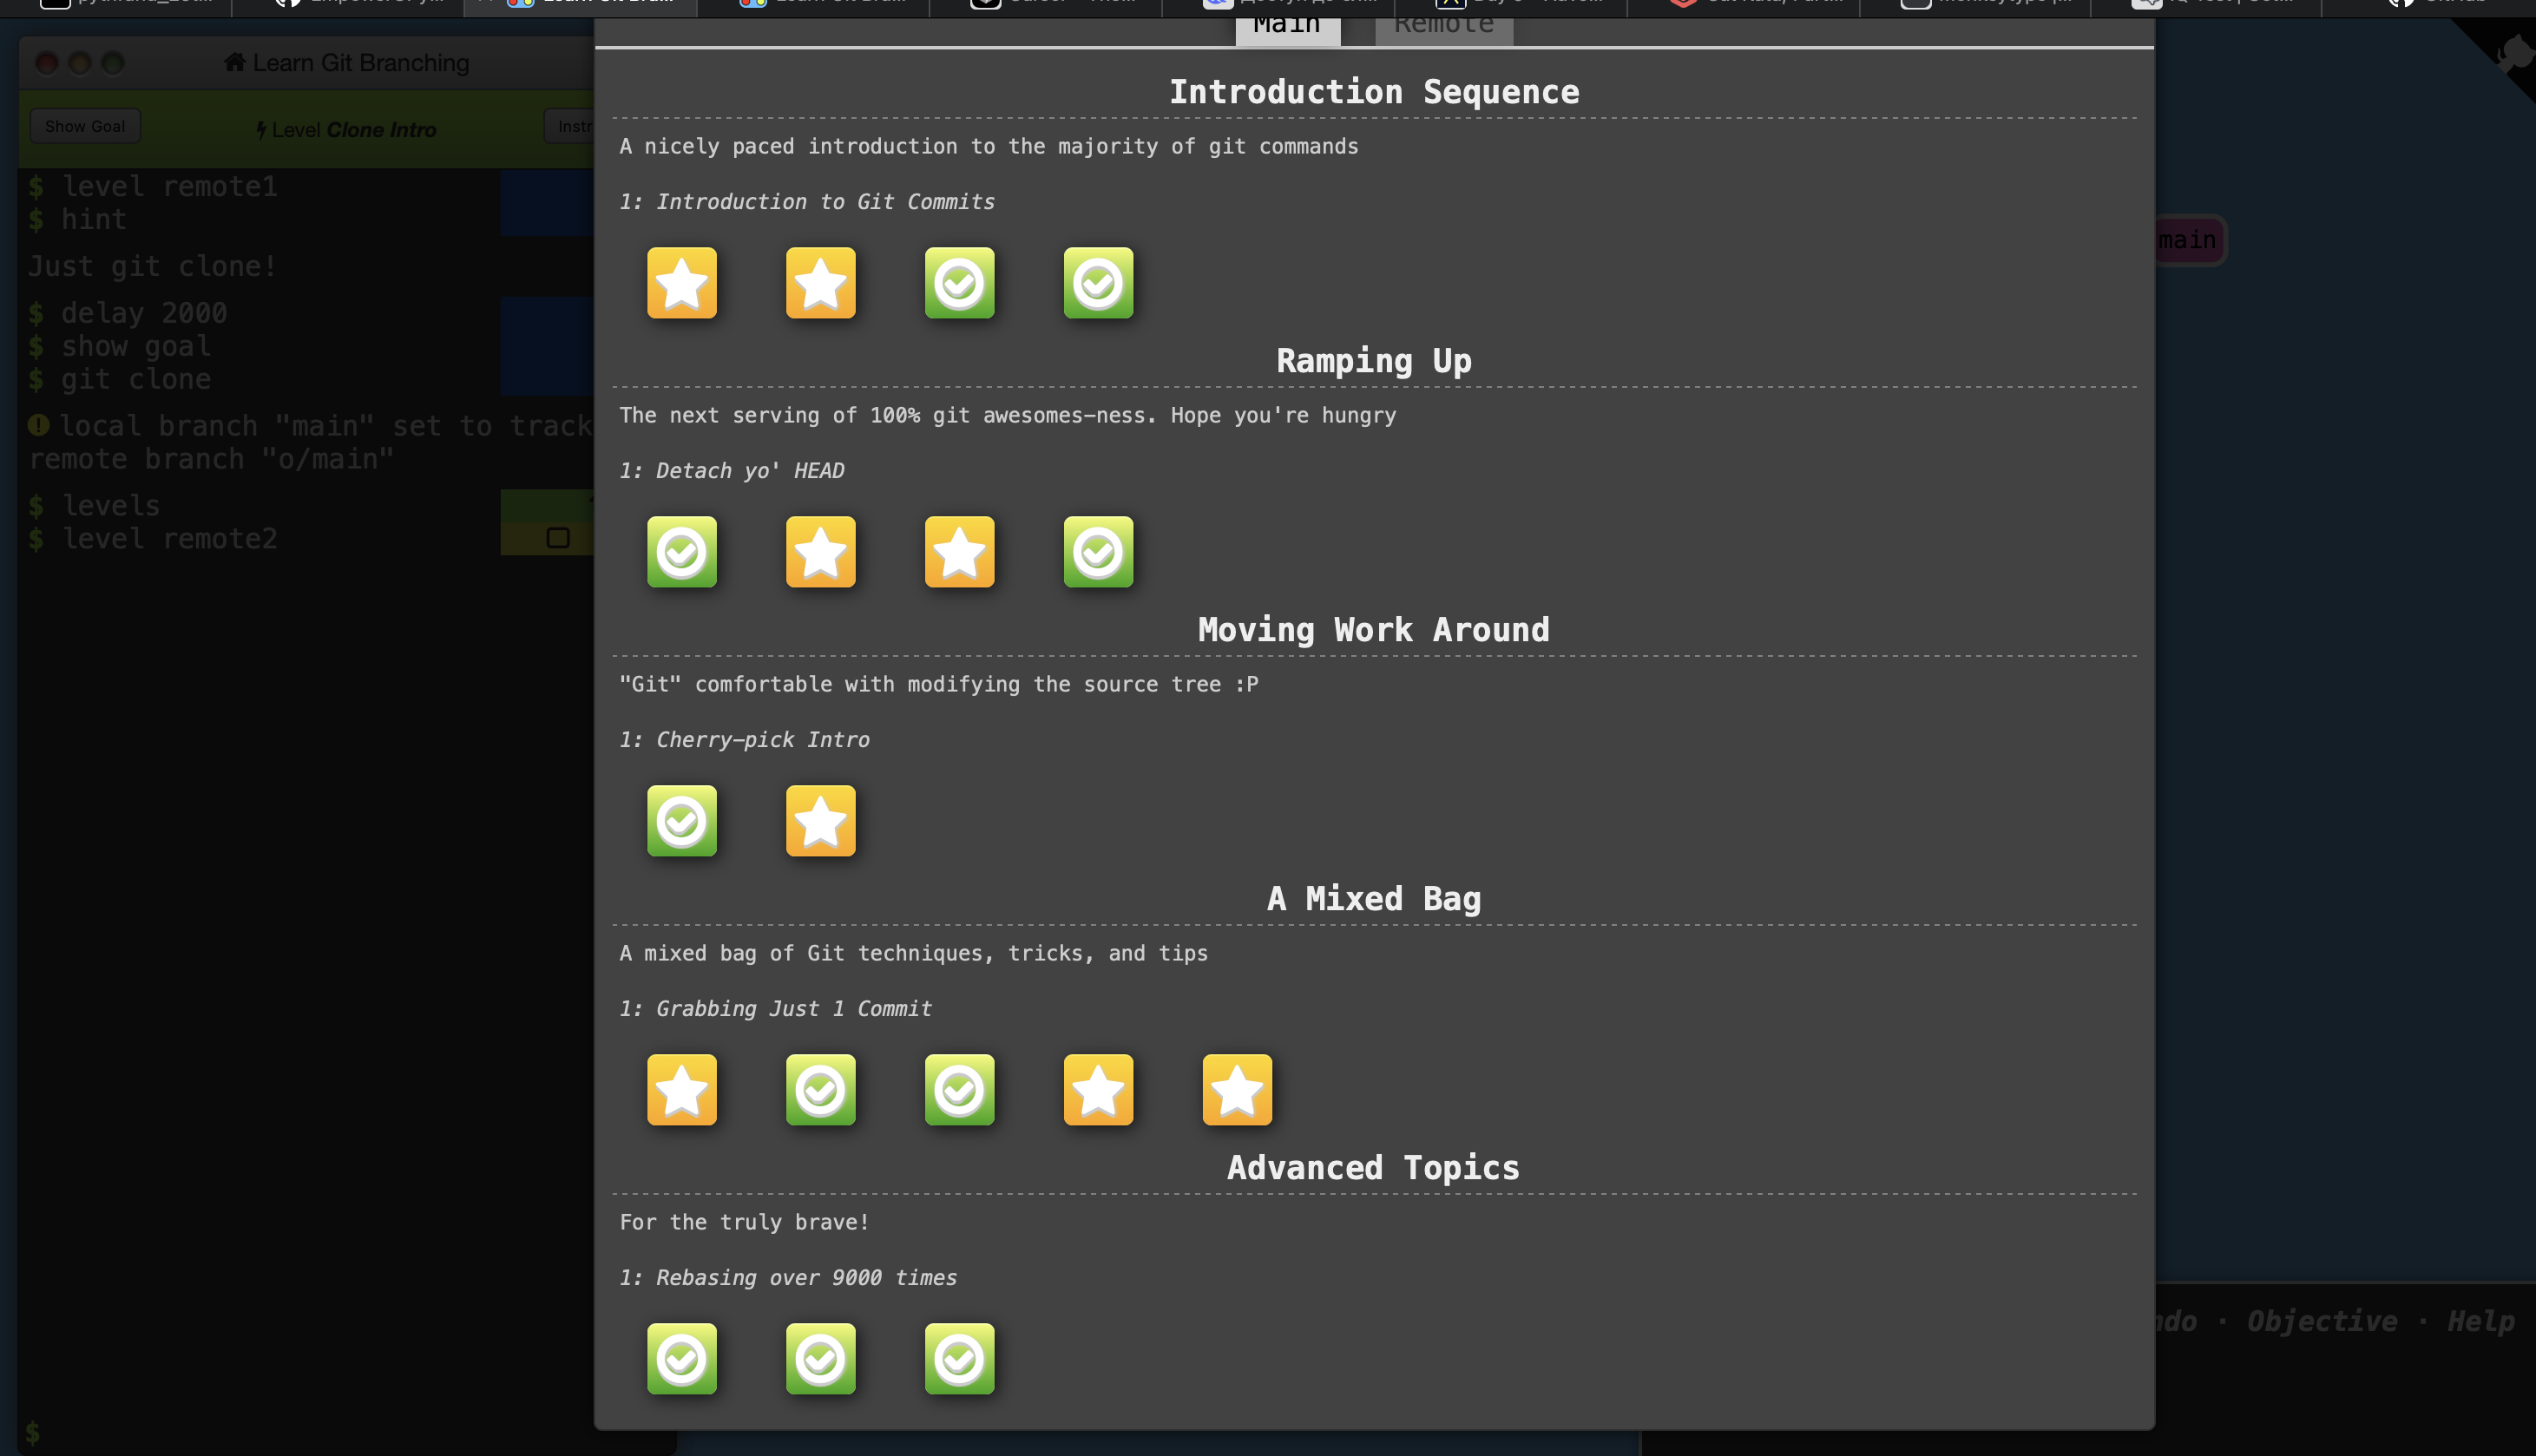 Main Remote
Learn Git Branching
Show Goal
Level Clone Intro
$ level remote1
$ hint
Just git clone!
$ delay 2000
$ show goal
$ git clone
local branch "main" set to track
remote branch "o/main"
$ levels
$ level remote2
$
Introduction Sequence
A nicely paced introduction to the majority of git commands
1: Introduction to Git Commits
Ramping Up
The next serving of 100% git awesomes-ness. Hope you're hungry
1: Detach yo' HEAD
Moving Work Around
"Git" comfortable with modifying the source tree :P
1: Cherry-pick Intro
A Mixed Bag
A mixed bag of Git techniques, tricks, and tips
1: Grabbing Just 1 Commit
Advanced Topics
For the truly brave!
1: Rebasing over 9000 times
main
· Objective · Help